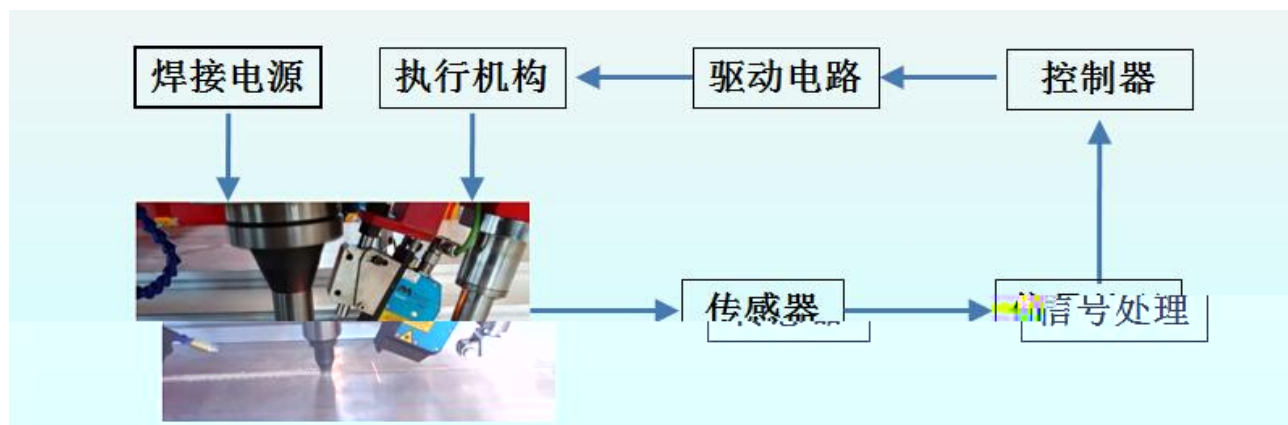 焊接电源
执行机构
驱动电路
控制器
传感器
信号处理